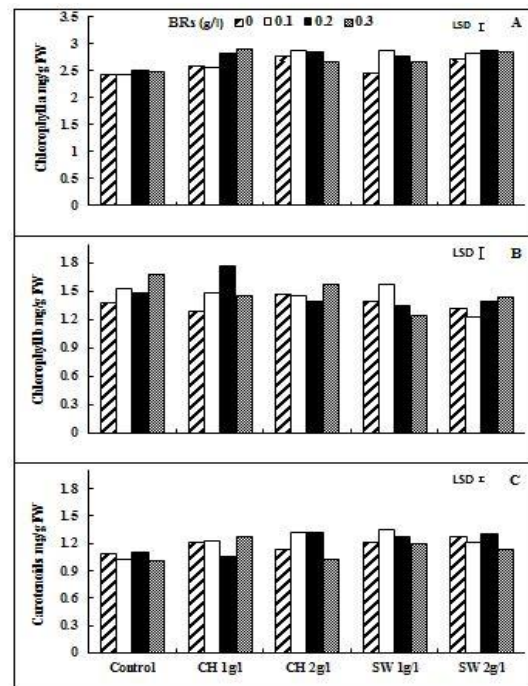 BRs (g/l) 0 0.1 0.2 0.3
LSD
A
3.5
3
2.5
2
1.5
1
0.5
0
Chlorophylla mg/g FW
LSD
B
1.8
1.5
1.2
0.9
0.6
0.3
0
Chlorophyllb mg/g FW
LSD
C
1.8
1.5
1.2
0.9
0.6
0.3
0
Carotenoids mg/g FW
Control CH 1g/l CH 2g/l SW 1g/l SW 2g/l